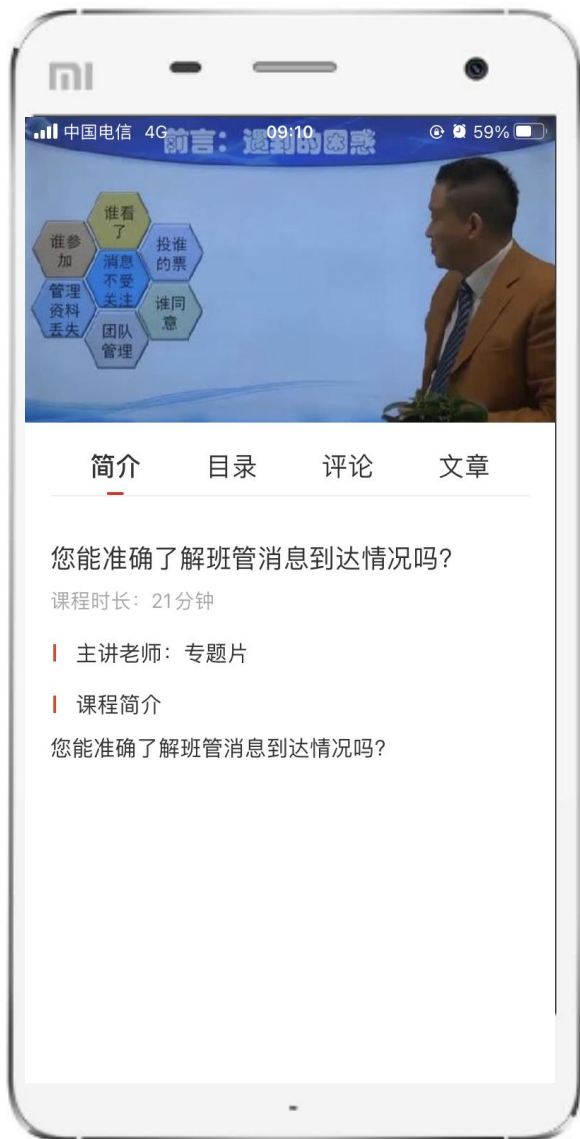 mi
中国电信 4G 09:10 59%
前言：遇到的困惑
谁看
了
谁参
加
投谁
的票
消息
不受
关注
管理
资料
丢失
谁同
意
团队
管理
简介 目录 评论 文章
您能准确了解班管消息到达情况吗?
课程时长：21分钟
主讲老师：专题片
课程简介
您能准确了解班管消息到达情况吗?